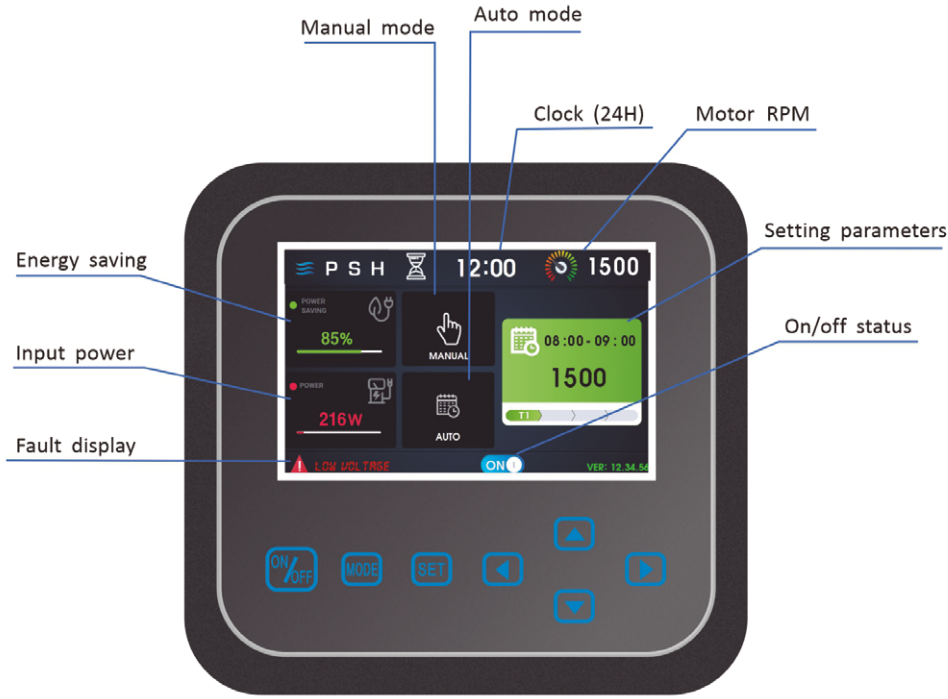 Auto mode
Manual mode
Clock (24H)
Motor RPM
Setting parameters
Energy saving
On/off status
Input power
Fault display
PSH
12:00
1500
POWER
SAVING
85%
MANUAL
08:00-09:00
1500
T1
POWER
216W
AUTO
LOW VOLTAGE
ON
VER: 12.34.56
ON/OFF
MODE
SET